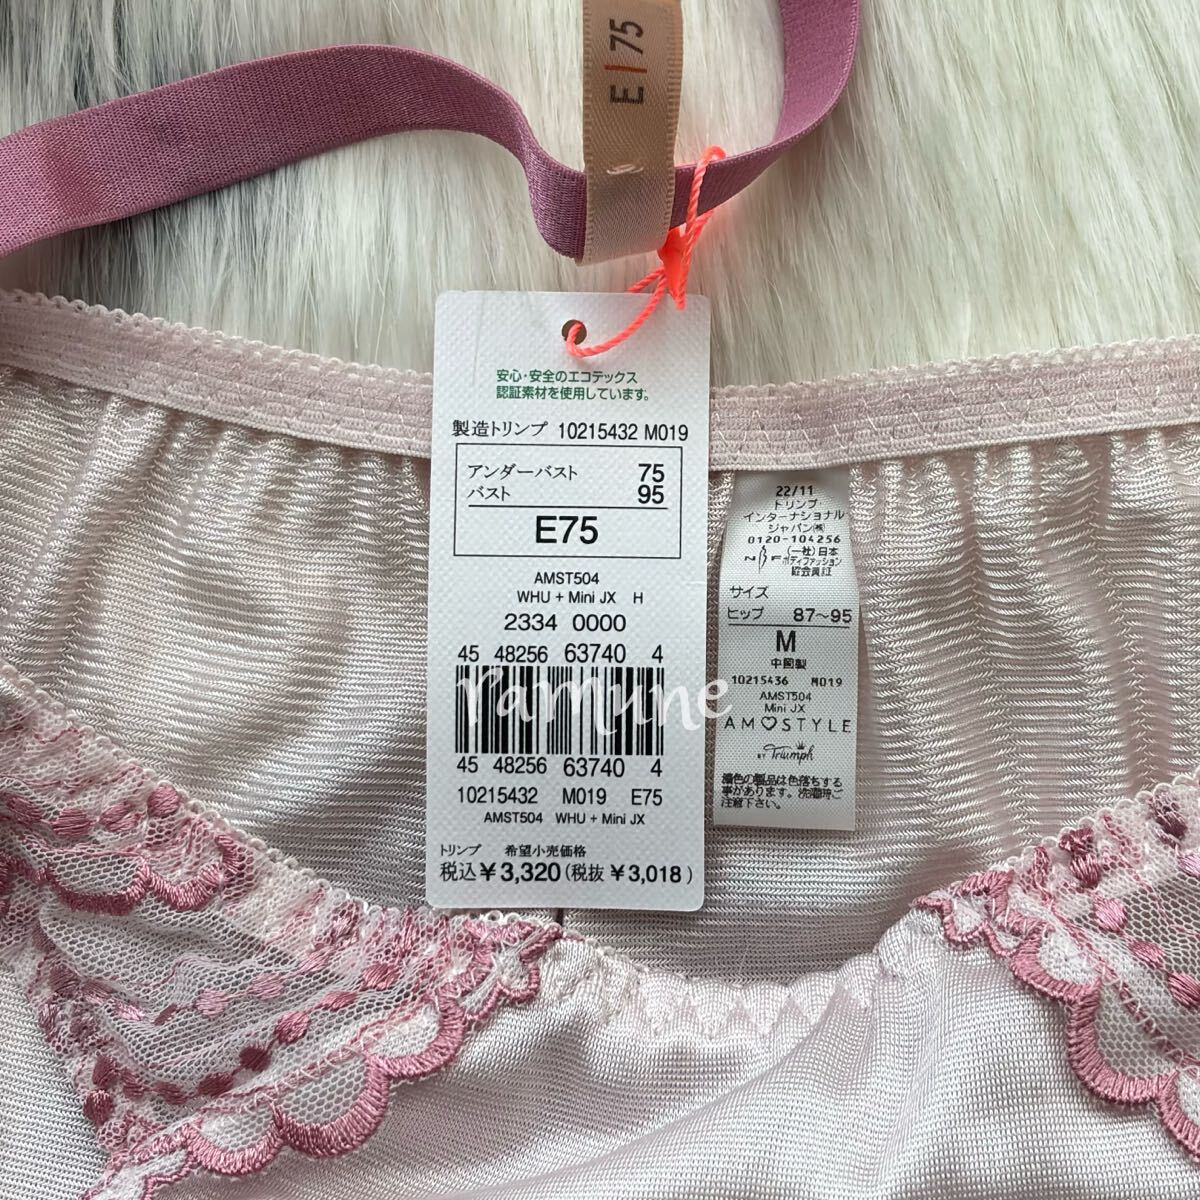 E|75
安心・安全のエコテックス
認証素材を使用しています。
製造トリンプ 10215432 M019
アンダーバスト 75
バスト 95
E75
AMST504
WHU + Mini JX H
2334 0000
45 48256 63740 4
ramune
45 48256 63740 4
10215432 M019 E75
AMST504 WHU + Mini JX
トリンプ 希望小売価格
税込¥3,320(税抜¥3,018)
22/11
トリンプ
インターナショナル
ジャパン(株)
0120-104256
NBF (一社)日本
ボディファッション
協会員証
サイズ
ヒップ 87~95
M
中国製
10215436 M019
AMST504
Mini JX
AM♡STYLE
BY Triumph
濃色の製品は色落ちする
事があります。洗濯時ご
注意下さい。